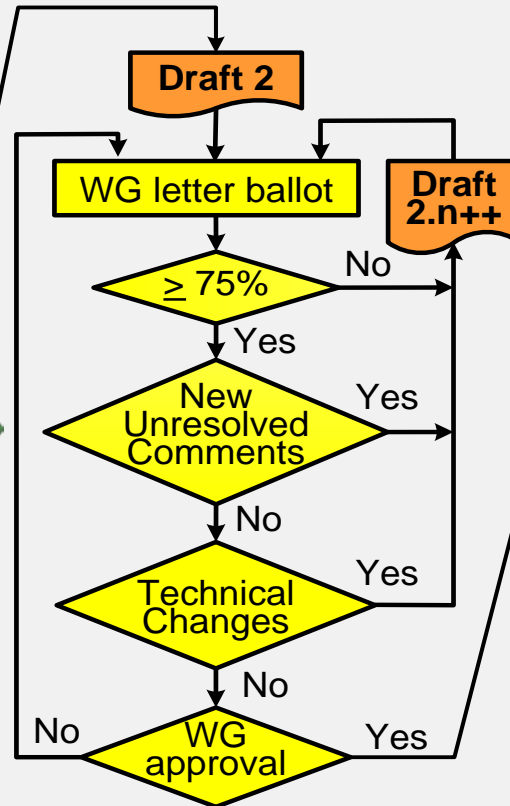 Draft 2
WG letter ballot
Draft
2.n++
≥ 75%
No
Yes
New
Unresolved
Comments
Yes
No
Technical
Changes
Yes
No
No
WG
approval
Yes